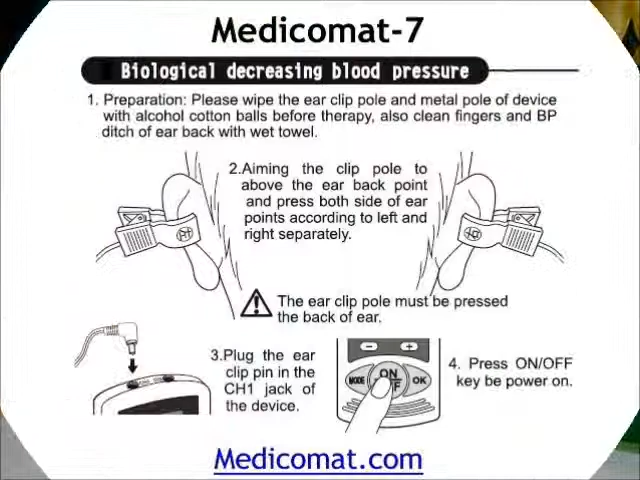 Medicomat-7
Biological decreasing blood pressure
1. Preparation: Please wipe the ear clip pole and metal pole of device
with alcohol cotton balls before therapy, also clean fingers and BP
ditch of ear back with wet towel.
2.Aiming the clip pole to
above the ear back point
and press both side of ear
points according to left and
right separately.
The ear clip pole must be pressed
the back of ear.
3.Plug the ear
clip pin in the
CH1 jack of
the device.
MODE
ON
OK
4. Press ON/OFF
key be power on.
Medicomat.com